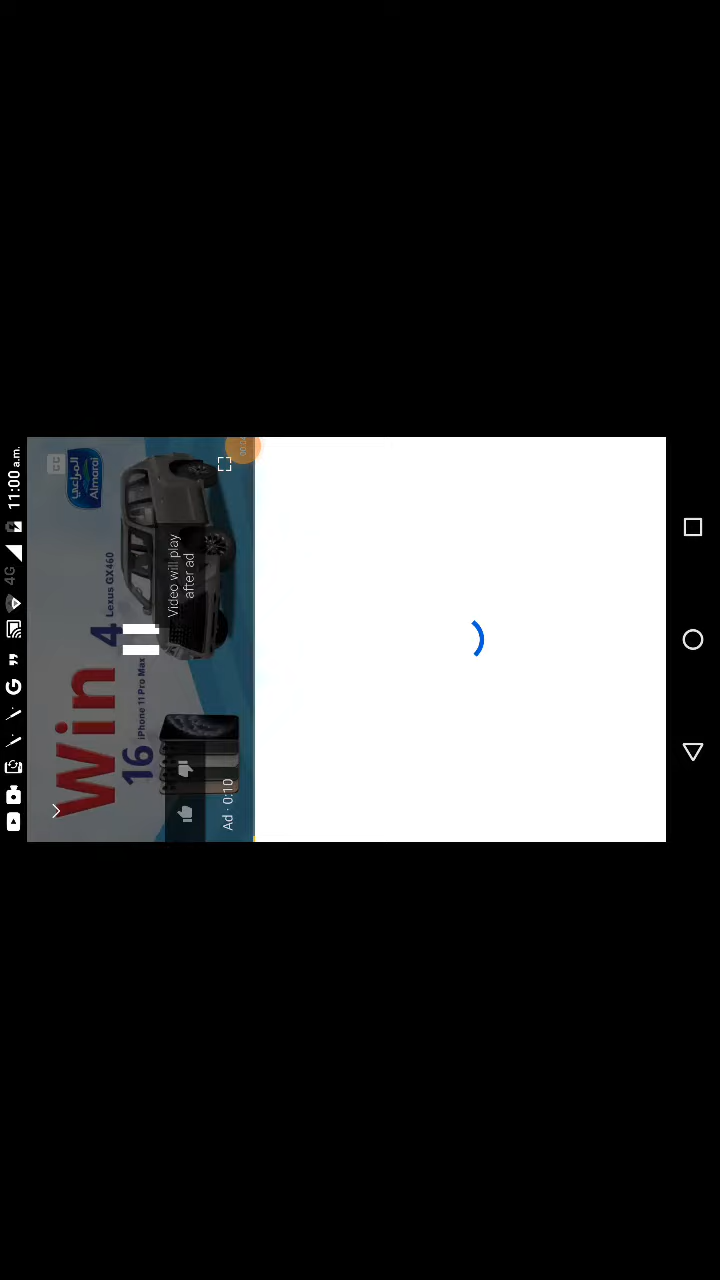 11:00 a.m.
4G
CC
المراعي
Almarai
Win 4 Lexus GX460
16 iPhone 11 Pro Max
Video will play
after ad
Ad · 0:10